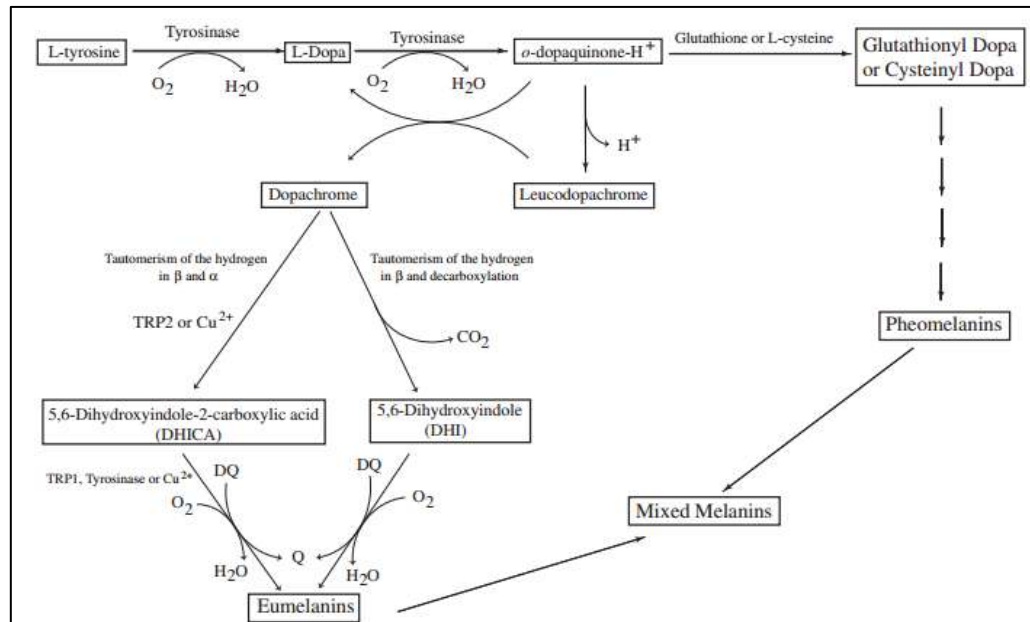 Tyrosinase
Tyrosinase
Glutathione or L-cysteine
L-tyrosine
L-Dopa
o-dopaquinone-H+
Glutathionyl Dopa
or Cysteinyl Dopa
O2
H2O
O2
H2O
H+
Dopachrome
Leucodopachrome
Tautomerism of the hydrogen
in β and α
Tautomerism of the hydrogen
in β and decarboxylation
TRP2 or Cu2+
CO2
Pheomelanins
5,6-Dihydroxyindole-2-carboxylic acid
(DHICA)
5,6-Dihydroxyindole
(DHI)
TRP1, Tyrosinase or Cu2+
DQ
DQ
O2
O2
Mixed Melanins
Q
H2O
H2O
Eumelanins